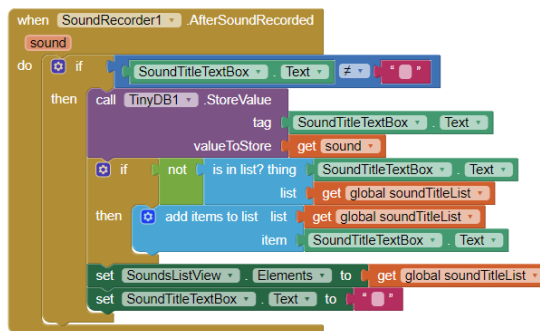 when SoundRecorder1 .AfterSoundRecorded
sound
do if SoundTitleTextBox . Text ≠ " "
then call TinyDB1 .StoreValue
tag SoundTitleTextBox . Text
valueToStore get sound
if not is in list? thing SoundTitleTextBox . Text
list get global soundTitleList
then add items to list list get global soundTitleList
item SoundTitleTextBox . Text
set SoundsListView . Elements to get global soundTitleList
set SoundTitleTextBox . Text to " "